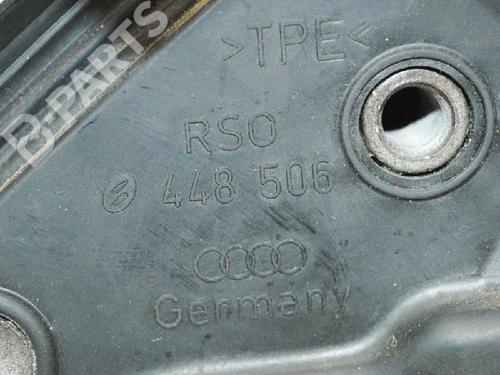 B-PARTS
>TPE<
RSO
448 506
Germany